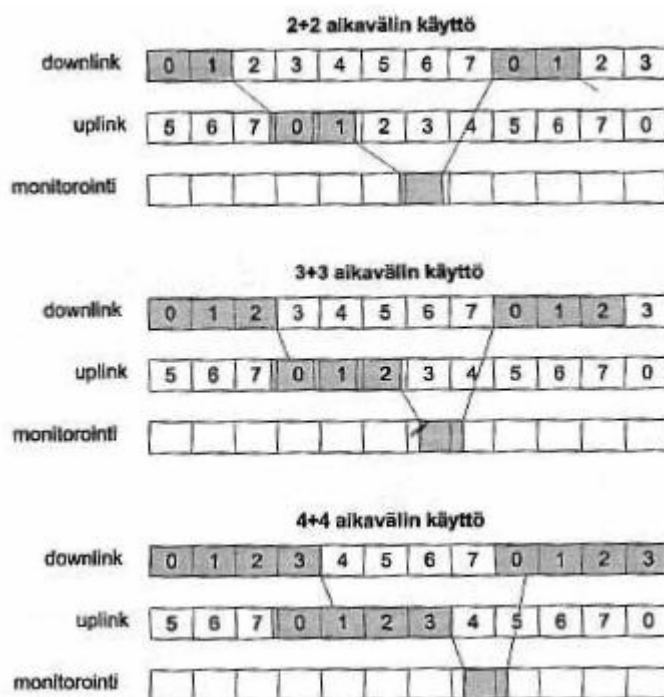 2+2 aikavälin käyttö
downlink 0 1 2 3 4 5 6 7 0 1 2 3
uplink 5 6 7 0 1 2 3 4 5 6 7 0
monitorointi
3+3 aikavälin käyttö
downlink 0 1 2 3 4 5 6 7 0 1 2 3
uplink 5 6 7 0 1 2 3 4 5 6 7 0
monitorointi
4+4 aikavälin käyttö
downlink 0 1 2 3 4 5 6 7 0 1 2 3
uplink 5 6 7 0 1 2 3 4 5 6 7 0
monitorointi